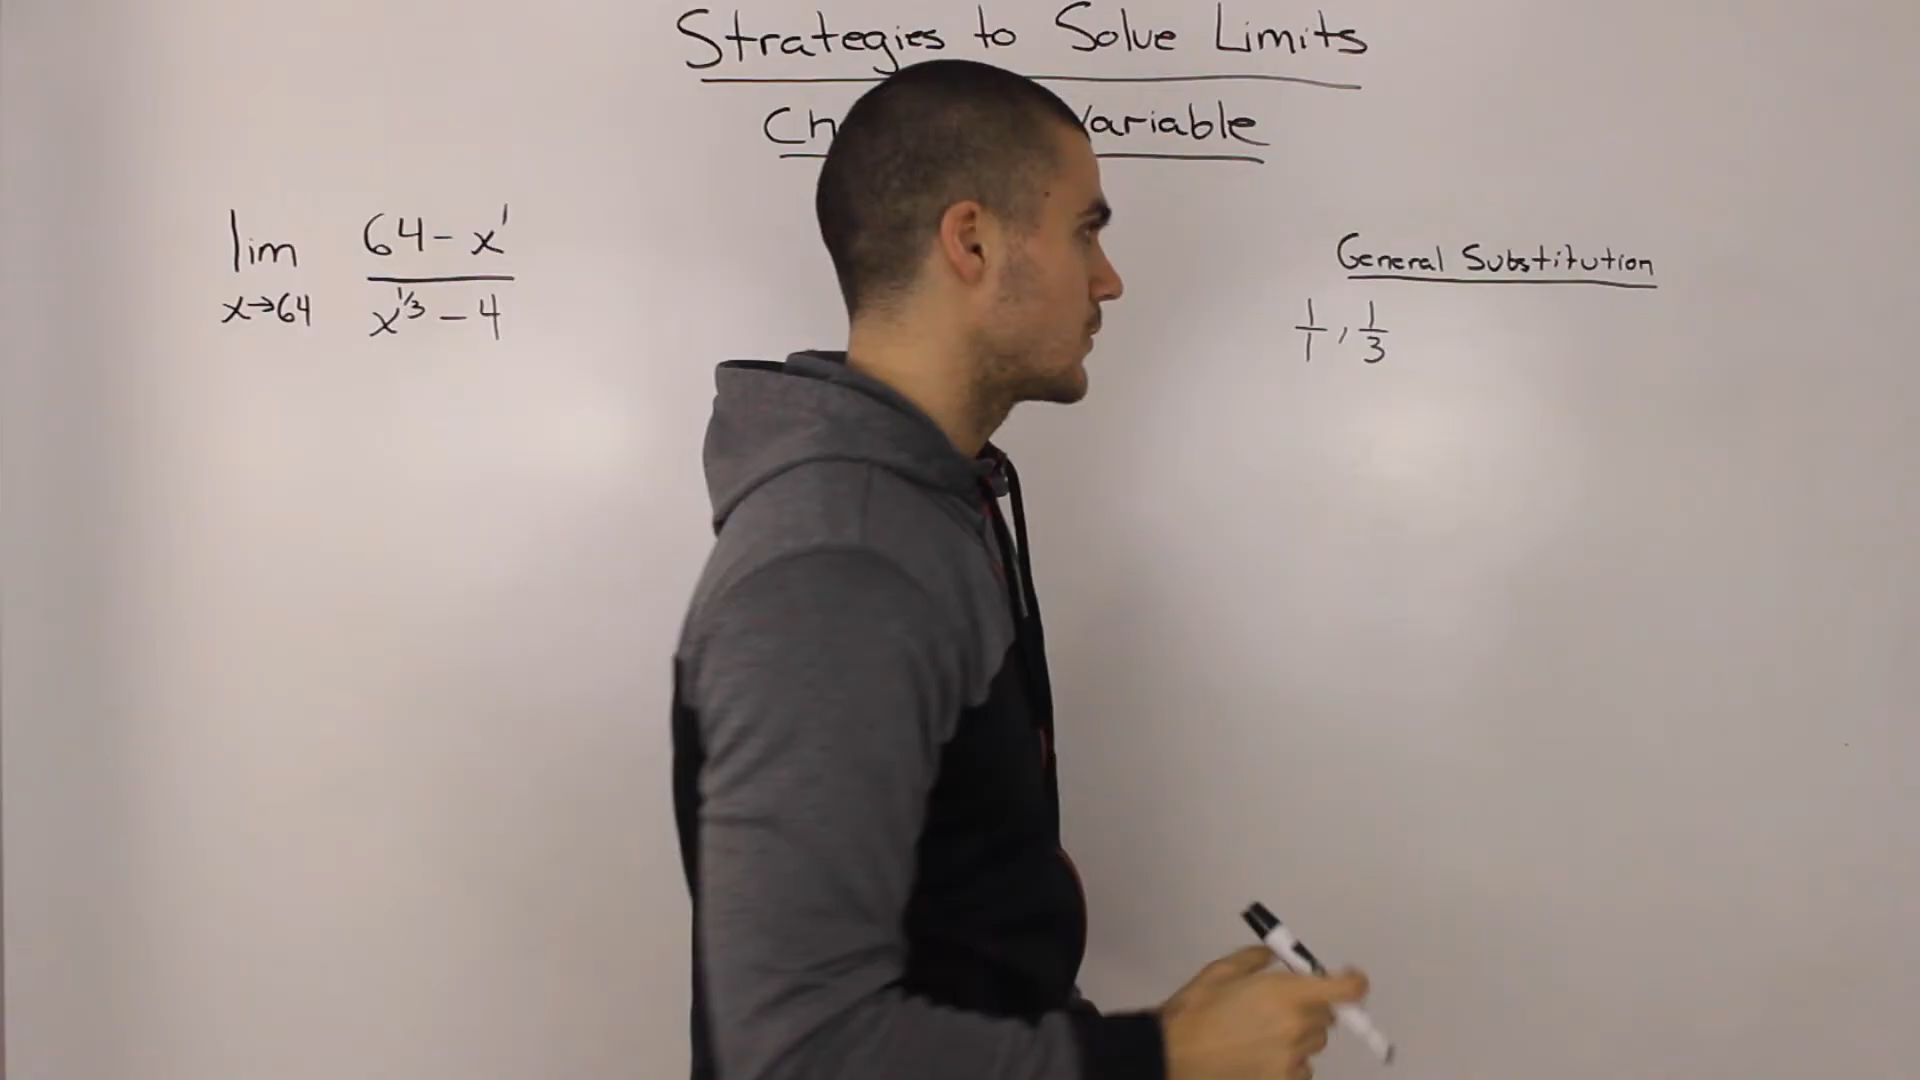 Strategies to Solve Limits
Ch Variable
lim 64 - x¹
x→64 x^1/3 - 4
General Substitution
1/1, 1/3